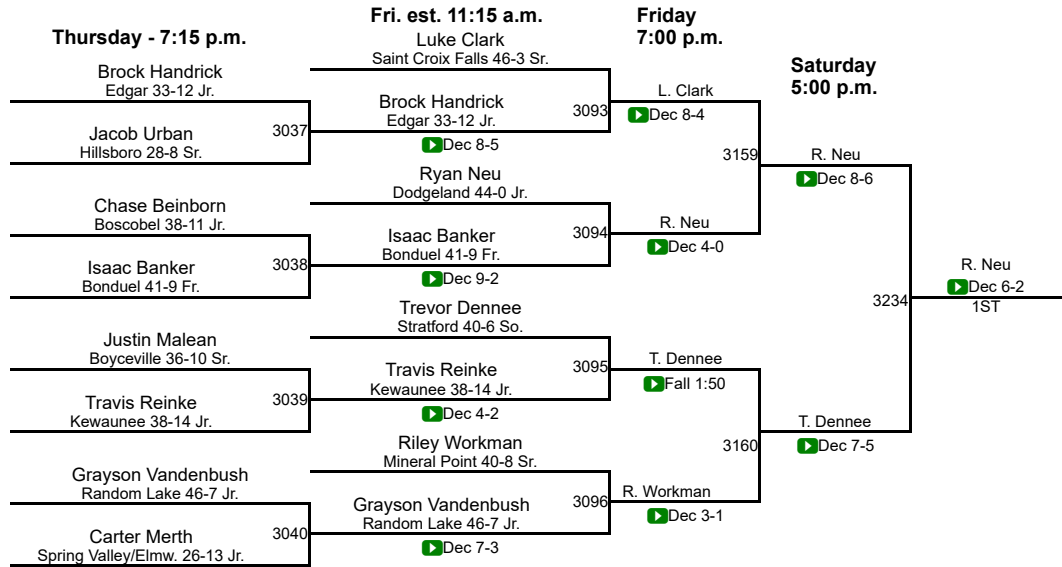 Thursday - 7:15 p.m.
Brock Handrick
Edgar 33-12 Jr.
3037
Jacob Urban
Hillsboro 28-8 Sr.
Chase Beinborn
Boscobel 38-11 Jr.
3038
Isaac Banker
Bonduel 41-9 Fr.
Justin Malean
Boyceville 36-10 Sr.
3039
Travis Reinke
Kewaunee 38-14 Jr.
Grayson Vandenbush
Random Lake 46-7 Jr.
3040
Carter Merth
Spring Valley/Elmw. 26-13 Jr.
Fri. est. 11:15 a.m.
Luke Clark
Saint Croix Falls 46-3 Sr.
3093
Brock Handrick
Edgar 33-12 Jr.
Dec 8-5
Ryan Neu
Dodgeland 44-0 Jr.
3094
Isaac Banker
Bonduel 41-9 Fr.
Dec 9-2
Trevor Dennee
Stratford 40-6 So.
3095
Travis Reinke
Kewaunee 38-14 Jr.
Dec 4-2
Riley Workman
Mineral Point 40-8 Sr.
3096
Grayson Vandenbush
Random Lake 46-7 Jr.
Dec 7-3
Friday
7:00 p.m.
L. Clark
Dec 8-4
3159
R. Neu
Dec 4-0
T. Dennee
Fall 1:50
3160
R. Workman
Dec 3-1
Saturday
5:00 p.m.
R. Neu
Dec 8-6
3234
T. Dennee
Dec 7-5
R. Neu
Dec 6-2
1ST